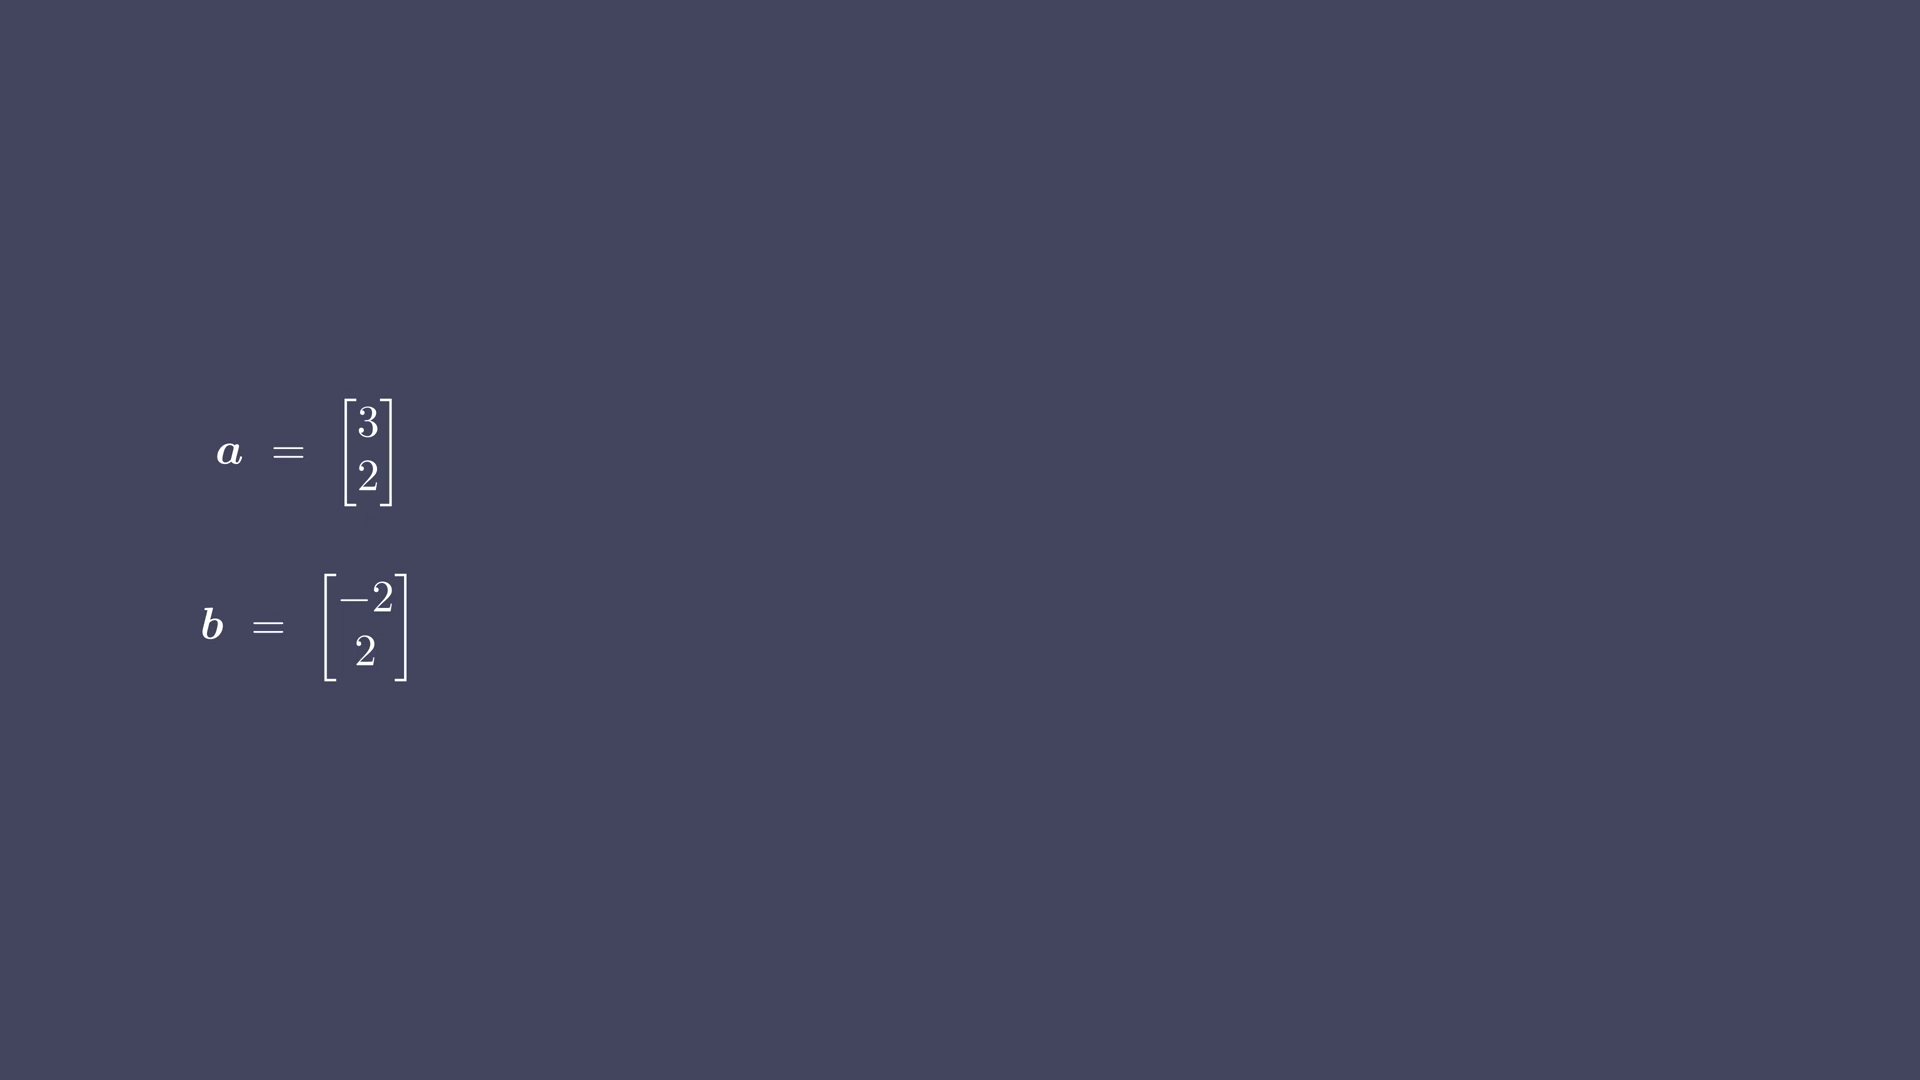 a = [3 2]
b = [-2 2]